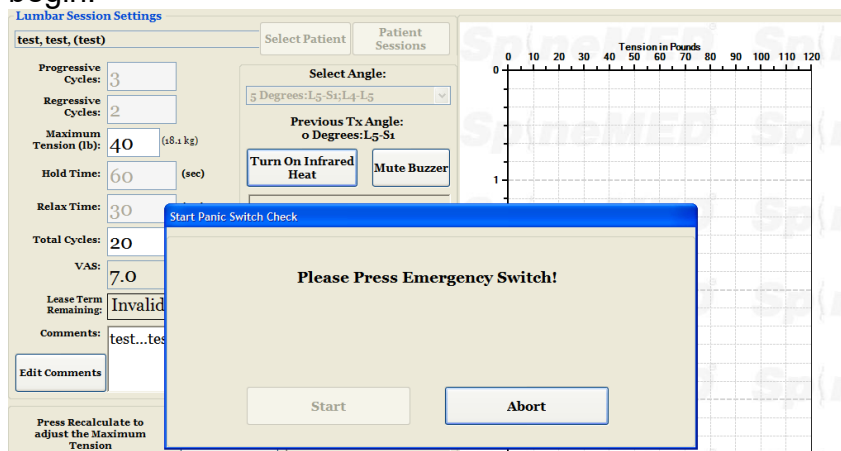 begin.
Lumbar Session Settings
test, test, (test)
Select Patient
Patient
Sessions
Progressive
Cycles:
3
Regressive
Cycles:
2
Maximum
Tension (lb):
40
(18.1 kg)
Hold Time:
60
(sec)
Relax Time:
30
Total Cycles:
20
VAS:
7.0
Lease Term
Remaining:
Invalid
Comments:
test...tes
Edit Comments
Press Recalculate to
adjust the Maximum
Tension
Select Angle:
5 Degrees:L5-S1;L4-L5
Previous Tx Angle:
0 Degrees:L5-S1
Turn On Infrared
Heat
Mute Buzzer
Start Panic Switch Check
Please Press Emergency Switch!
Start
Abort
Tension in Pounds
0 10 20 30 40 50 60 70 80 90 100 110 120
0
1
SpineMED